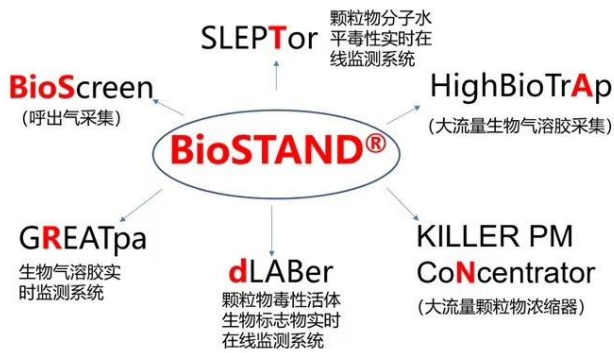 SLEPTor
颗粒物分子水
平毒性实时在
线监测系统
BioScreen
(呼出气采集)
HighBioTrAp
(大流量生物气溶胶采集)
BioSTAND®
GREATpa
生物气溶胶实
时监测系统
dLABer
颗粒物毒性活体
生物标志物实时
在线监测系统
KILLER PM
CoNcentrator
(大流量颗粒物浓缩器)